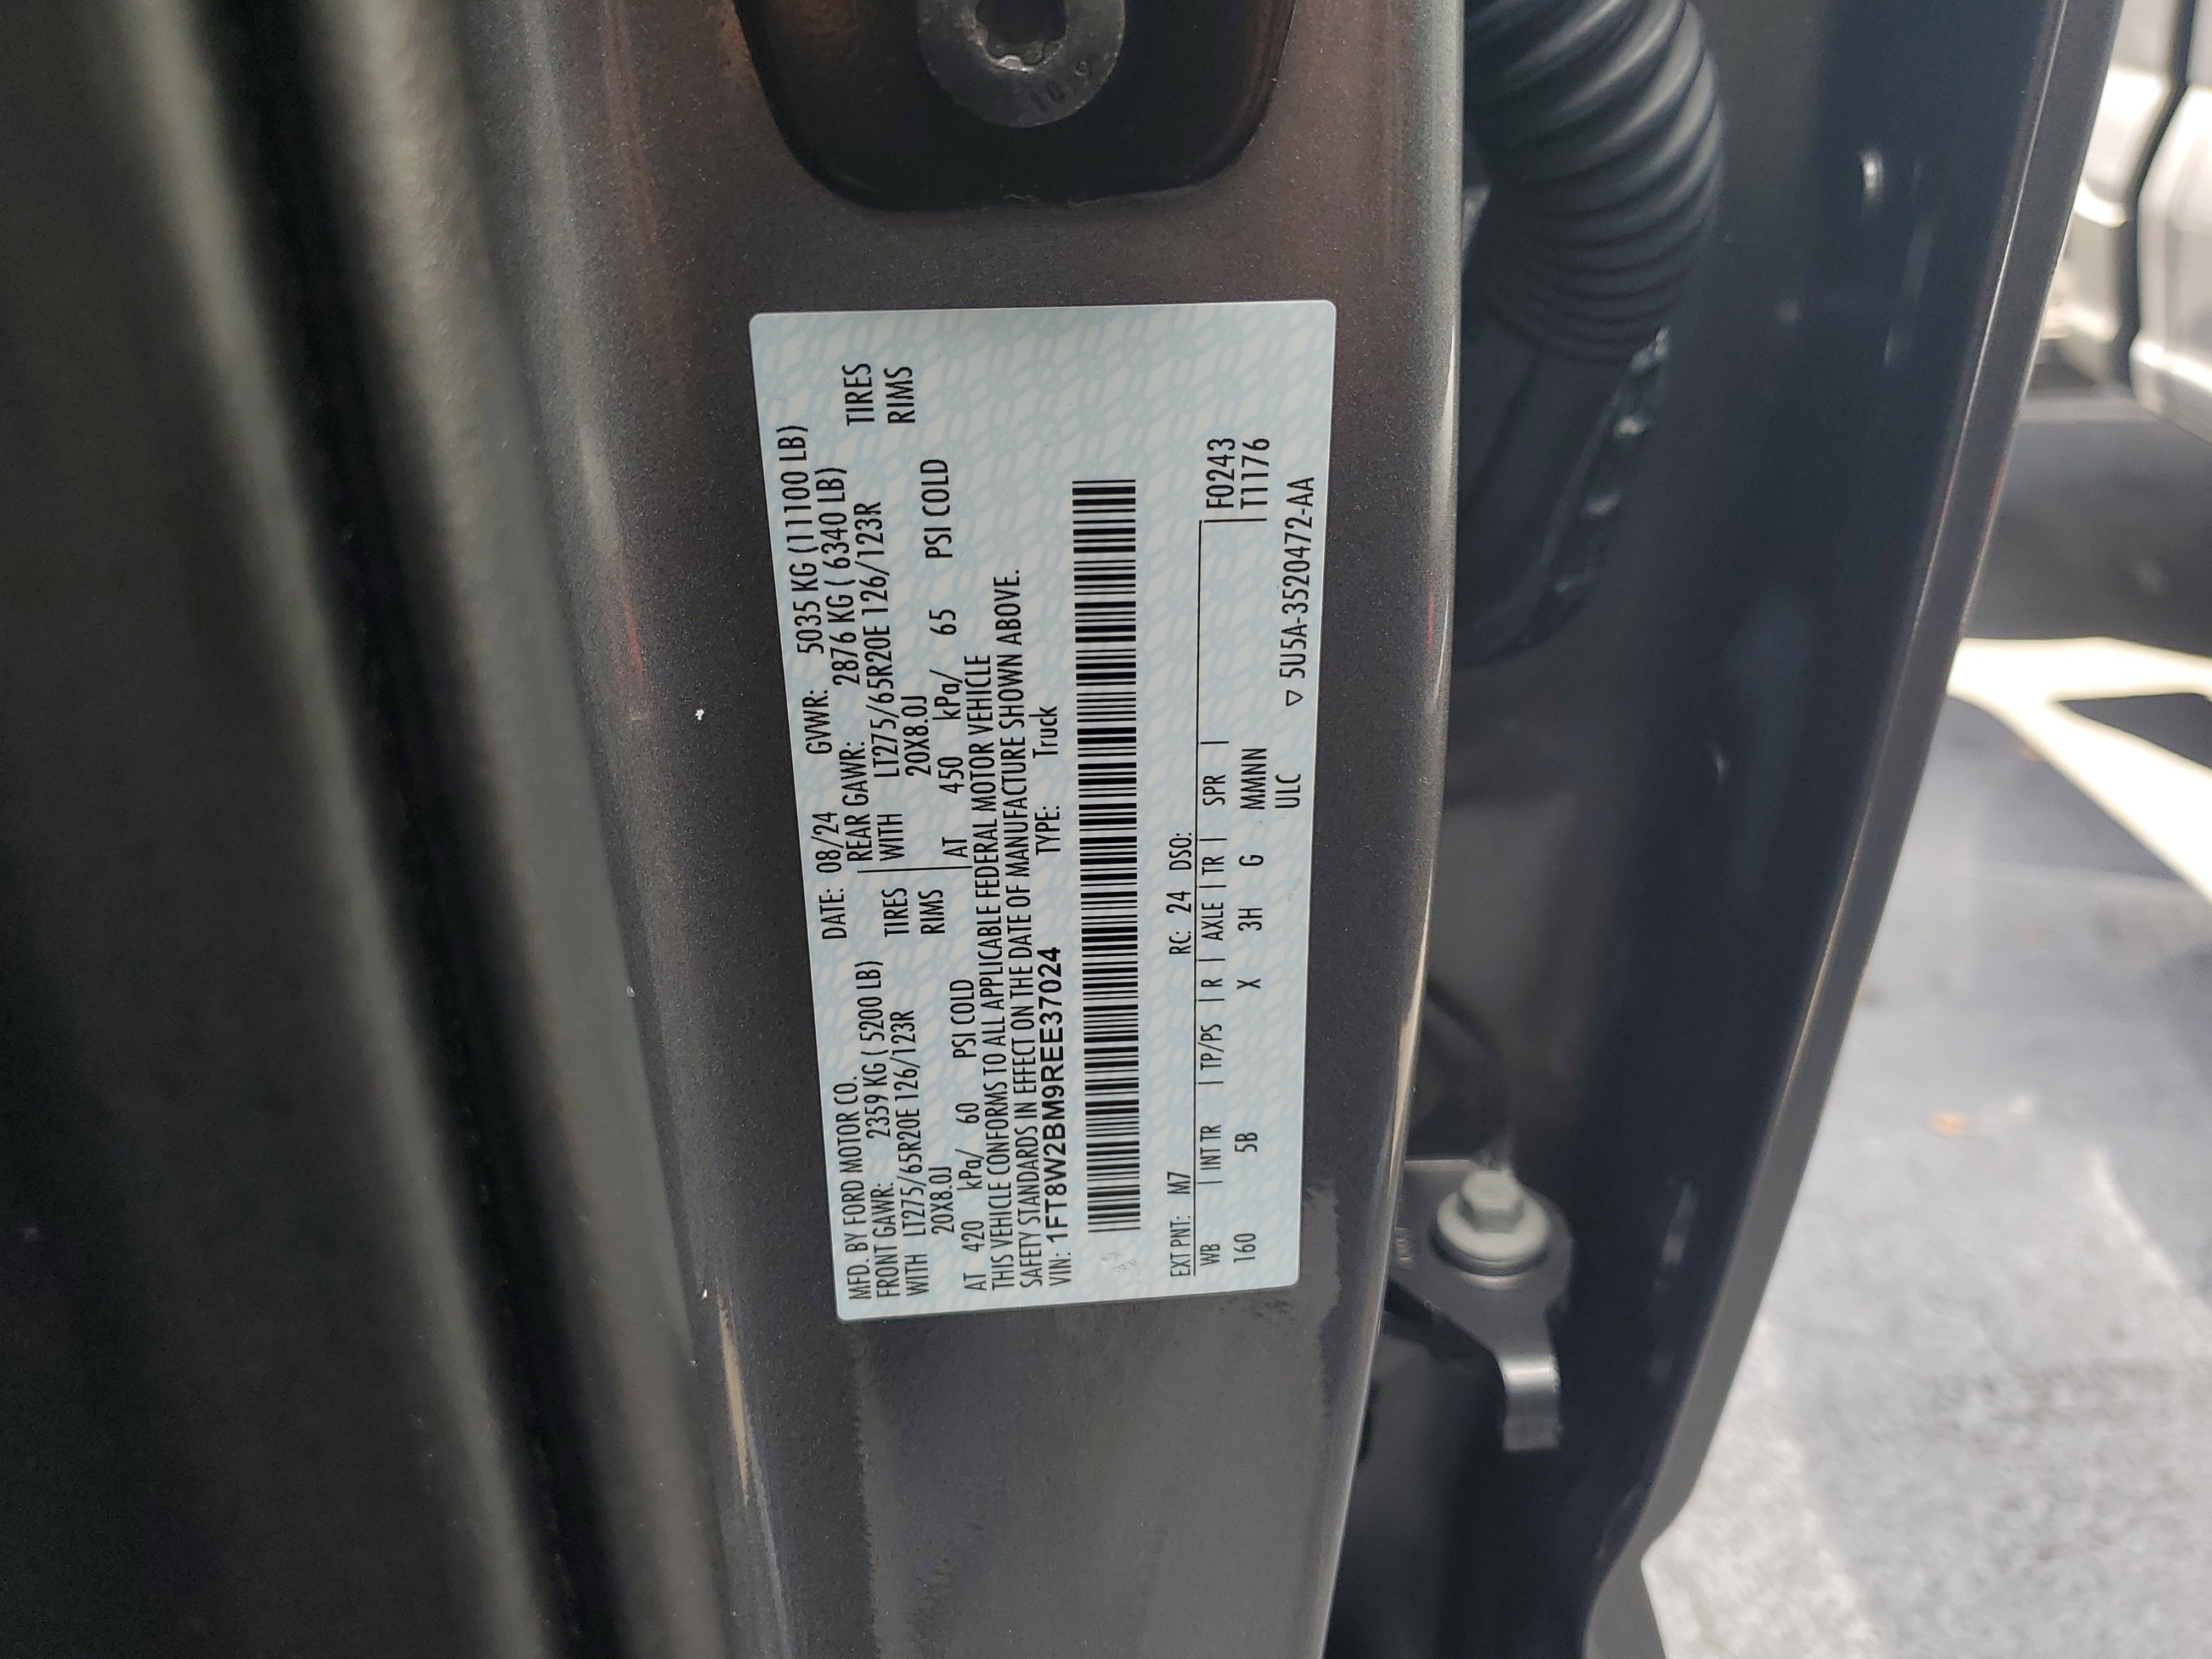 MFD. BY FORD MOTOR CO. DATE: 08/24 GVWR: 5035 KG (11100 LB)
FRONT GAWR: 2359 KG ( 5200 LB) REAR GAWR: 2876 KG ( 6340 LB)
WITH LT275/65R20E 126/123R TIRES WITH LT275/65R20E 126/123R TIRES
20X8.0J RIMS 20X8.0J RIMS
AT 420 kPa/ 60 PSI COLD AT 450 kPa/ 65 PSI COLD
THIS VEHICLE CONFORMS TO ALL APPLICABLE FEDERAL MOTOR VEHICLE
SAFETY STANDARDS IN EFFECT ON THE DATE OF MANUFACTURE SHOWN ABOVE.
VIN: 1FT8W2BM9REE37024 TYPE: Truck
EXT PNT: M7 RC: 24 DSO:
WB | INT TR | TP/PS | R | AXLE | TR | SPR | F0243
160 5B X 3H G MMNN T1176
ULC
▽ 5U5A-3520472-AA